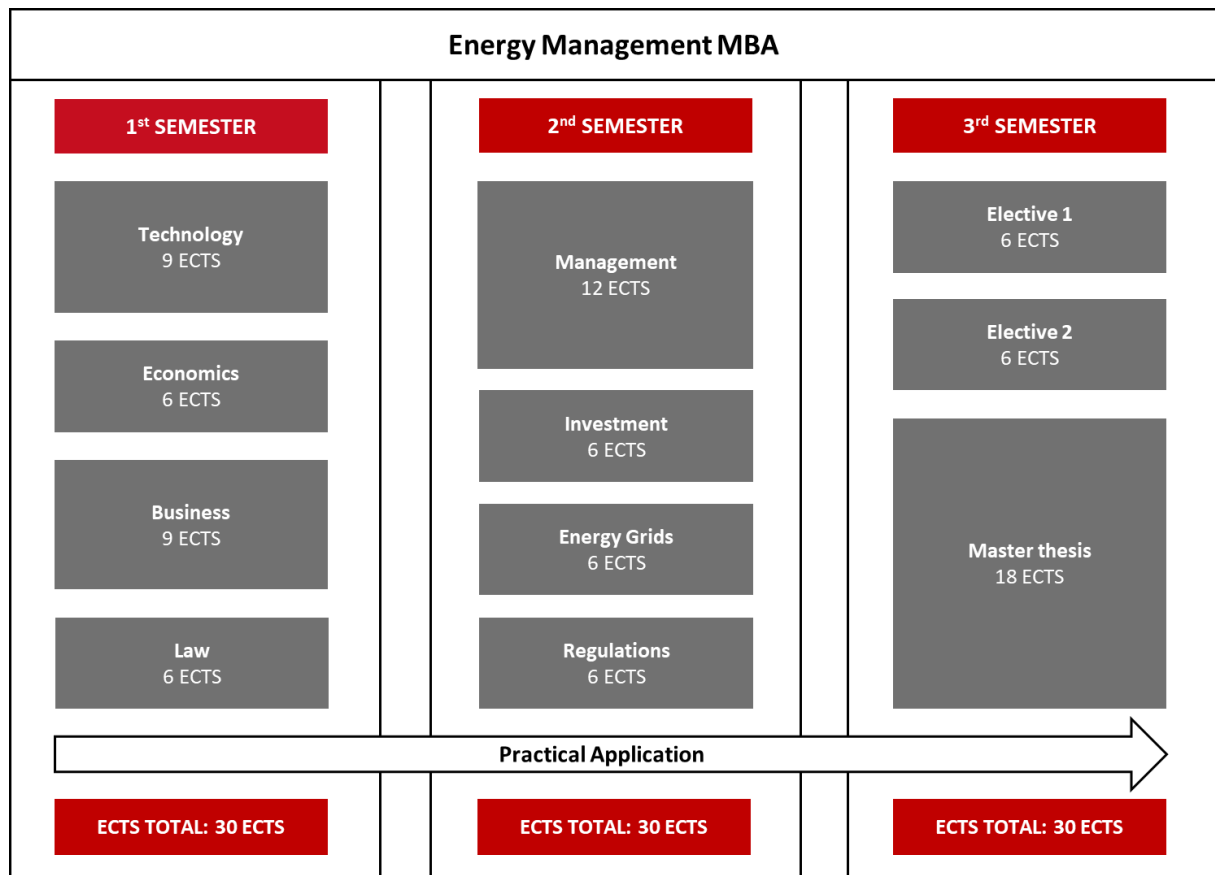 Energy Management MBA
1st SEMESTER
Technology
9 ECTS
Economics
6 ECTS
Business
9 ECTS
Law
6 ECTS
2nd SEMESTER
Management
12 ECTS
Investment
6 ECTS
Energy Grids
6 ECTS
Regulations
6 ECTS
3rd SEMESTER
Elective 1
6 ECTS
Elective 2
6 ECTS
Master thesis
18 ECTS
Practical Application
ECTS TOTAL: 30 ECTS
ECTS TOTAL: 30 ECTS
ECTS TOTAL: 30 ECTS